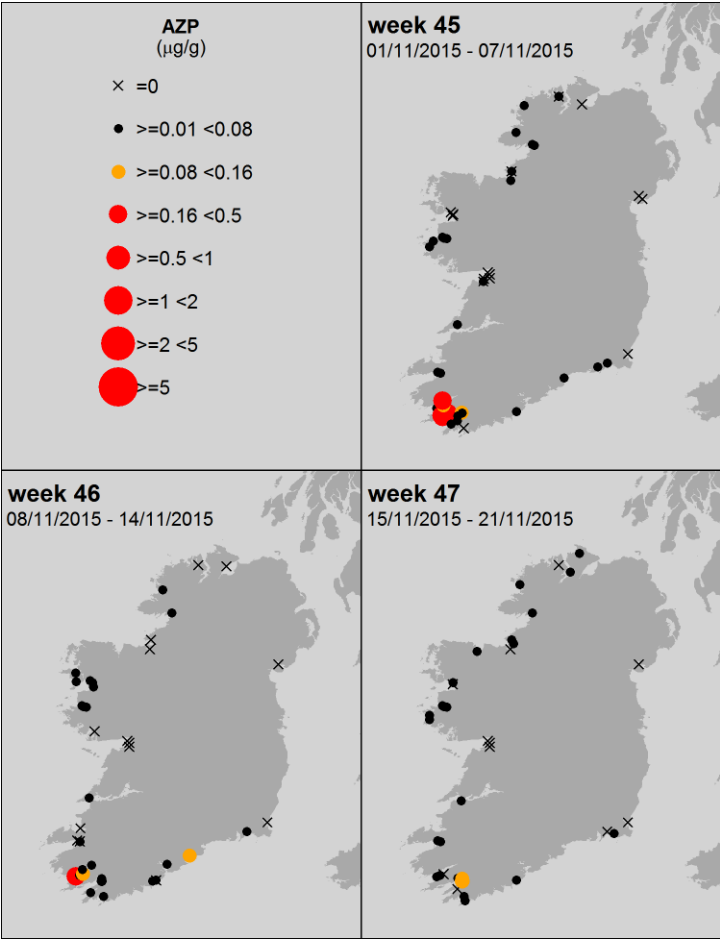 AZP
(µg/g)
=0
>=0.01 <0.08
>=0.08 <0.16
>=0.16 <0.5
>=0.5 <1
>=1 <2
>=2 <5
>=5
week 45
01/11/2015 - 07/11/2015
week 46
08/11/2015 - 14/11/2015
week 47
15/11/2015 - 21/11/2015